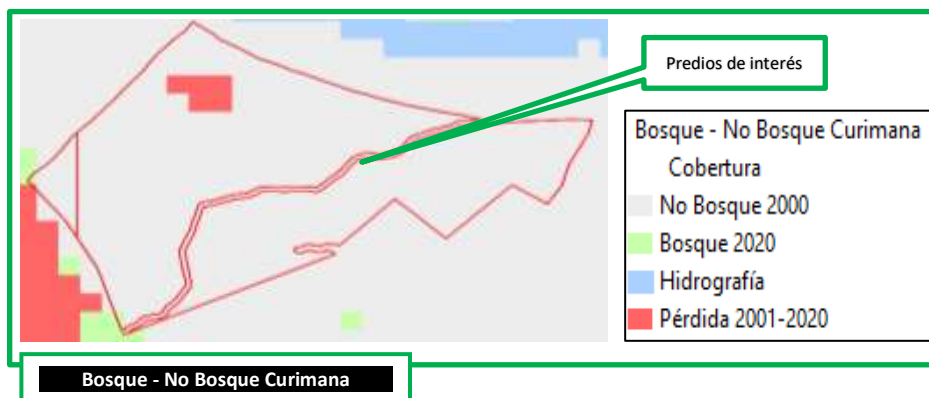 Predios de interés
Bosque - No Bosque Curimana
Cobertura
No Bosque 2000
Bosque 2020
Hidrografía
Pérdida 2001-2020
Bosque - No Bosque Curimana